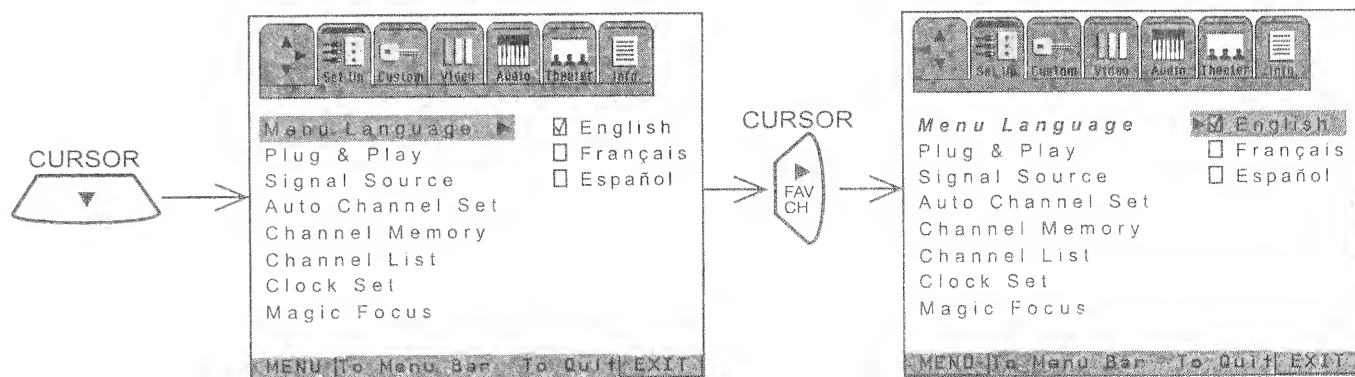 CURSOR
▼
Set Up Custom Video Audio Theater Info
Menu Language ▶
Plug & Play
Signal Source
Auto Channel Set
Channel Memory
Channel List
Clock Set
Magic Focus
☑ English
☐ Français
☐ Español
MENU To Menu Bar To Quit EXIT
CURSOR
▶
FAV
CH
Set Up Custom Video Audio Theater Info
Menu Language
Plug & Play
Signal Source
Auto Channel Set
Channel Memory
Channel List
Clock Set
Magic Focus
▶☑ English
☐ Français
☐ Español
MENU To Menu Bar To Quit EXIT